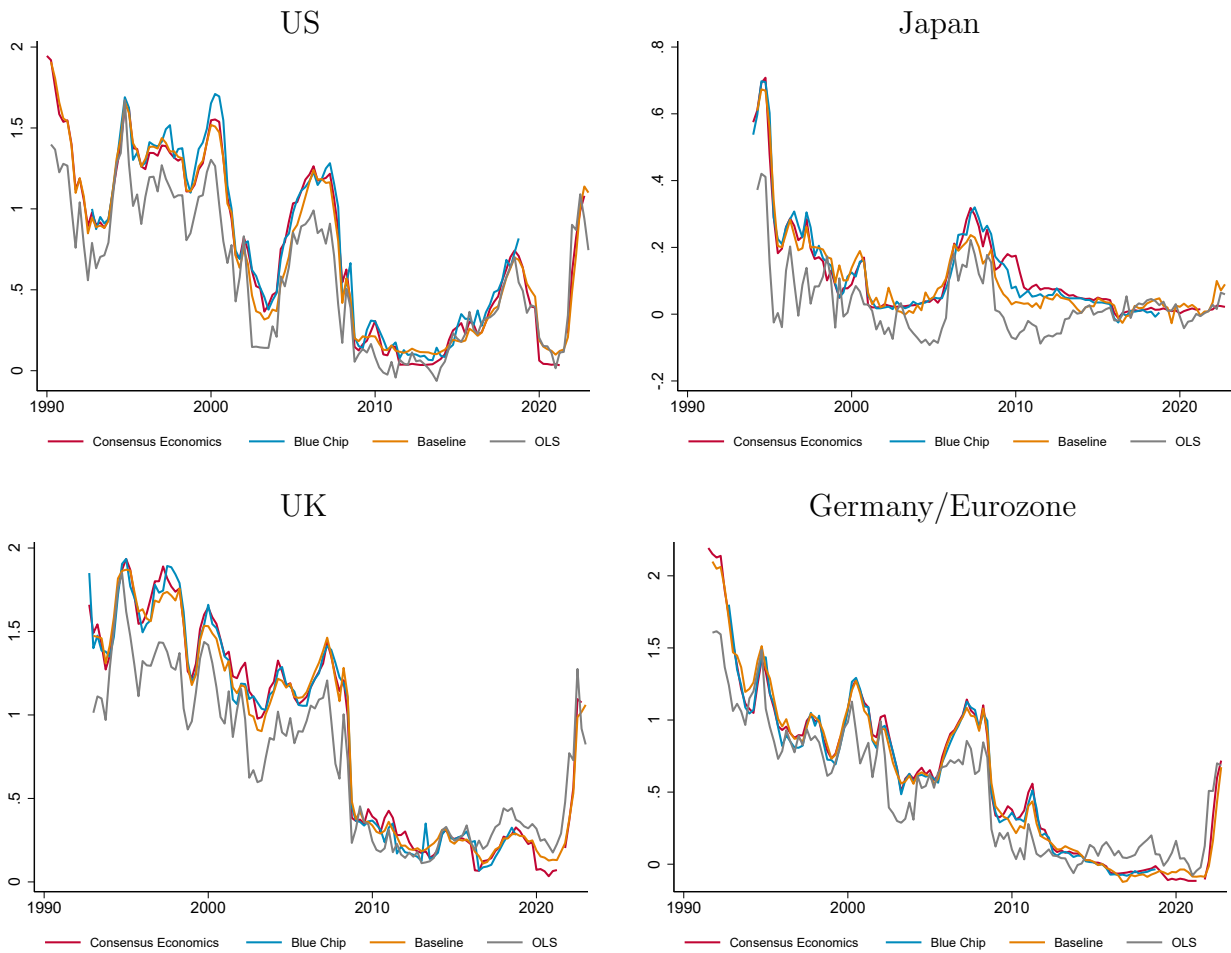 US
2
1.5
1
.5
0
1990 2000 2010 2020
Consensus Economics Blue Chip Baseline OLS
Japan
.8
.6
.4
.2
0
-.2
1990 2000 2010 2020
Consensus Economics Blue Chip Baseline OLS
UK
2
1.5
1
.5
0
1990 2000 2010 2020
Consensus Economics Blue Chip Baseline OLS
Germany/Eurozone
2
1.5
1
.5
0
1990 2000 2010 2020
Consensus Economics Blue Chip Baseline OLS